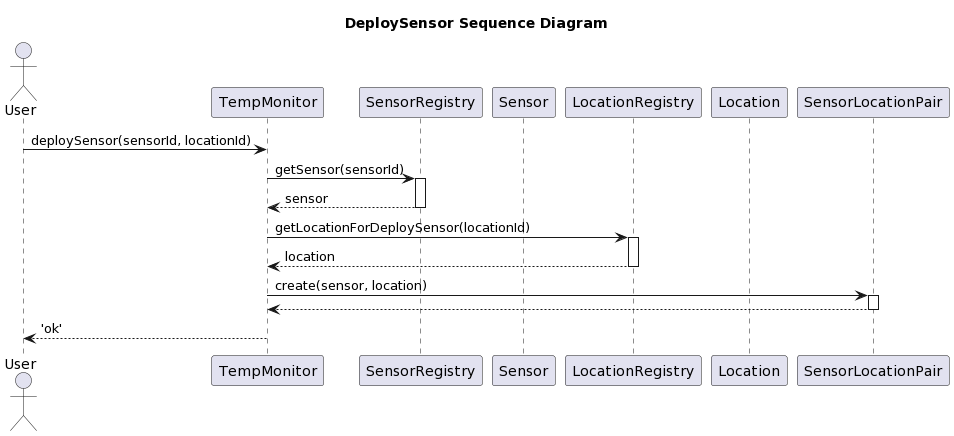 DeploySensor Sequence Diagram
User
TempMonitor
SensorRegistry
Sensor
LocationRegistry
Location
SensorLocationPair
deploySensor(sensorId, locationId)
getSensor(sensorId)
sensor
getLocationForDeploySensor(locationId)
location
create(sensor, location)
'ok'
User
TempMonitor
SensorRegistry
Sensor
LocationRegistry
Location
SensorLocationPair